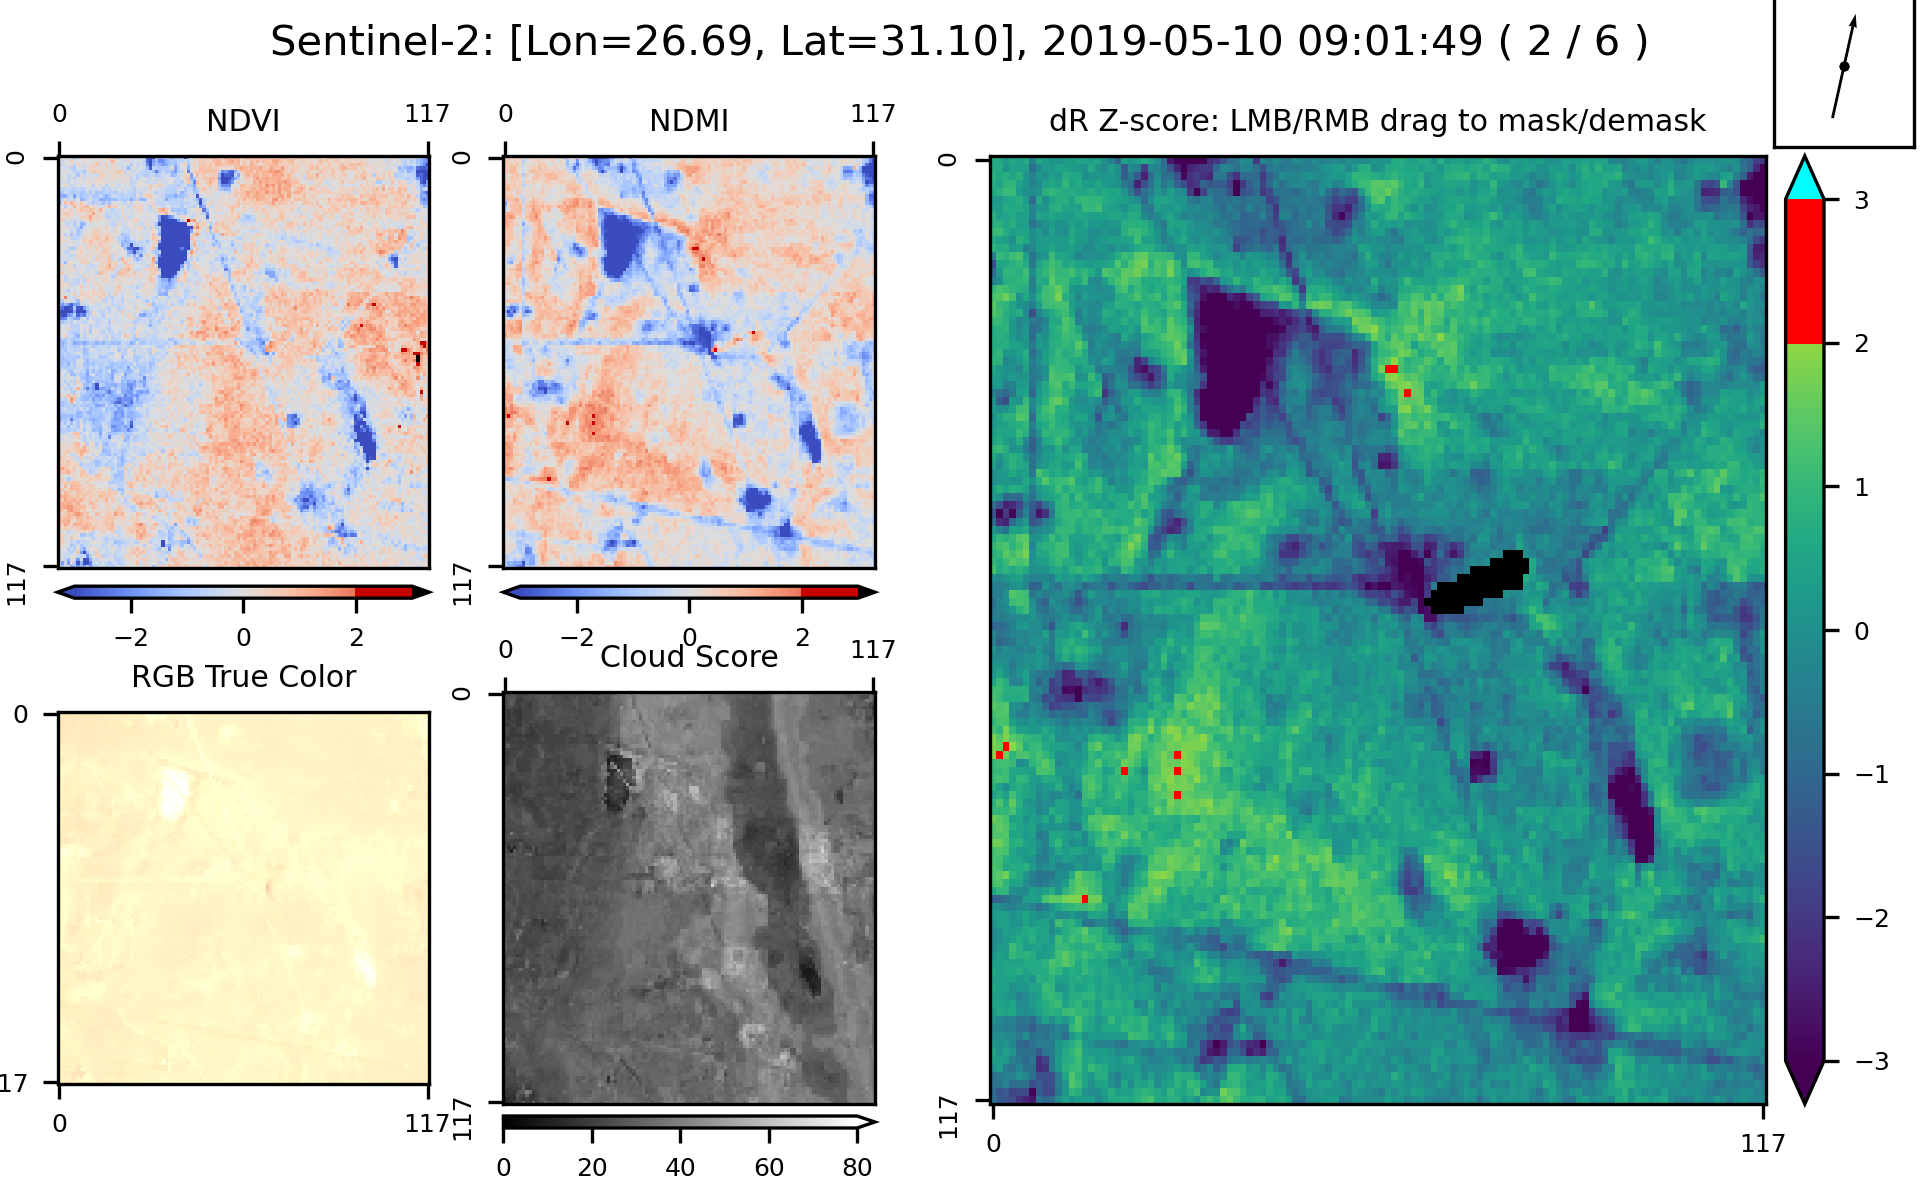 Sentinel-2: [Lon=26.69, Lat=31.10], 2019-05-10 09:01:49 ( 2 / 6 )
0 NDVI 117
0 NDMI 117
dR Z-score: LMB/RMB drag to mask/demask
0
0
0
3
2
1
0
−1
−2
−3
117
117
−2 0 2
−2 0 2
RGB True Color
0 Cloud Score 117
0
0
17
0 117
117
0 20 40 60 80
117
0 117